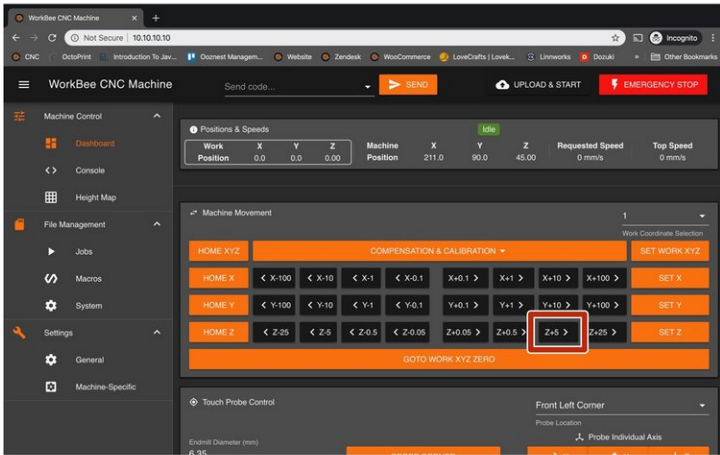 WorkBee CNC Machine
Not Secure | 10.10.10.10
Incognito
CNC OctoPrint Introduction To Jav... Ooznest Managem... Website Zendesk WooCommerce LoveCrafts | Lovek... Linnworks Dozuki » Other Bookmarks
WorkBee CNC Machine Send code... SEND UPLOAD & START EMERGENCY STOP
Machine Control
Dashboard
Console
Height Map
File Management
Jobs
Macros
System
Settings
General
Machine-Specific
Positions & Speeds Idle
Work X Y Z Machine X Y Z Requested Speed Top Speed
Position 0.0 0.0 0.00 Position 211.0 90.0 45.00 0 mm/s 0 mm/s
Machine Movement 1
Work Coordinate Selection
HOME XYZ COMPENSATION & CALIBRATION SET WORK XYZ
HOME X < X-100 < X-10 < X-1 < X-0.1 X+0.1 > X+1 > X+10 > X+100 > SET X
HOME Y < Y-100 < Y-10 < Y-1 < Y-0.1 Y+0.1 > Y+1 > Y+10 > Y+100 > SET Y
HOME Z < Z-25 < Z-5 < Z-0.5 < Z-0.05 Z+0.05 > Z+0.5 > Z+5 > Z+25 > SET Z
GOTO WORK XYZ ZERO
Touch Probe Control Front Left Corner
Probe Location
Probe Individual Axis
Endmill Diameter (mm)
6.35